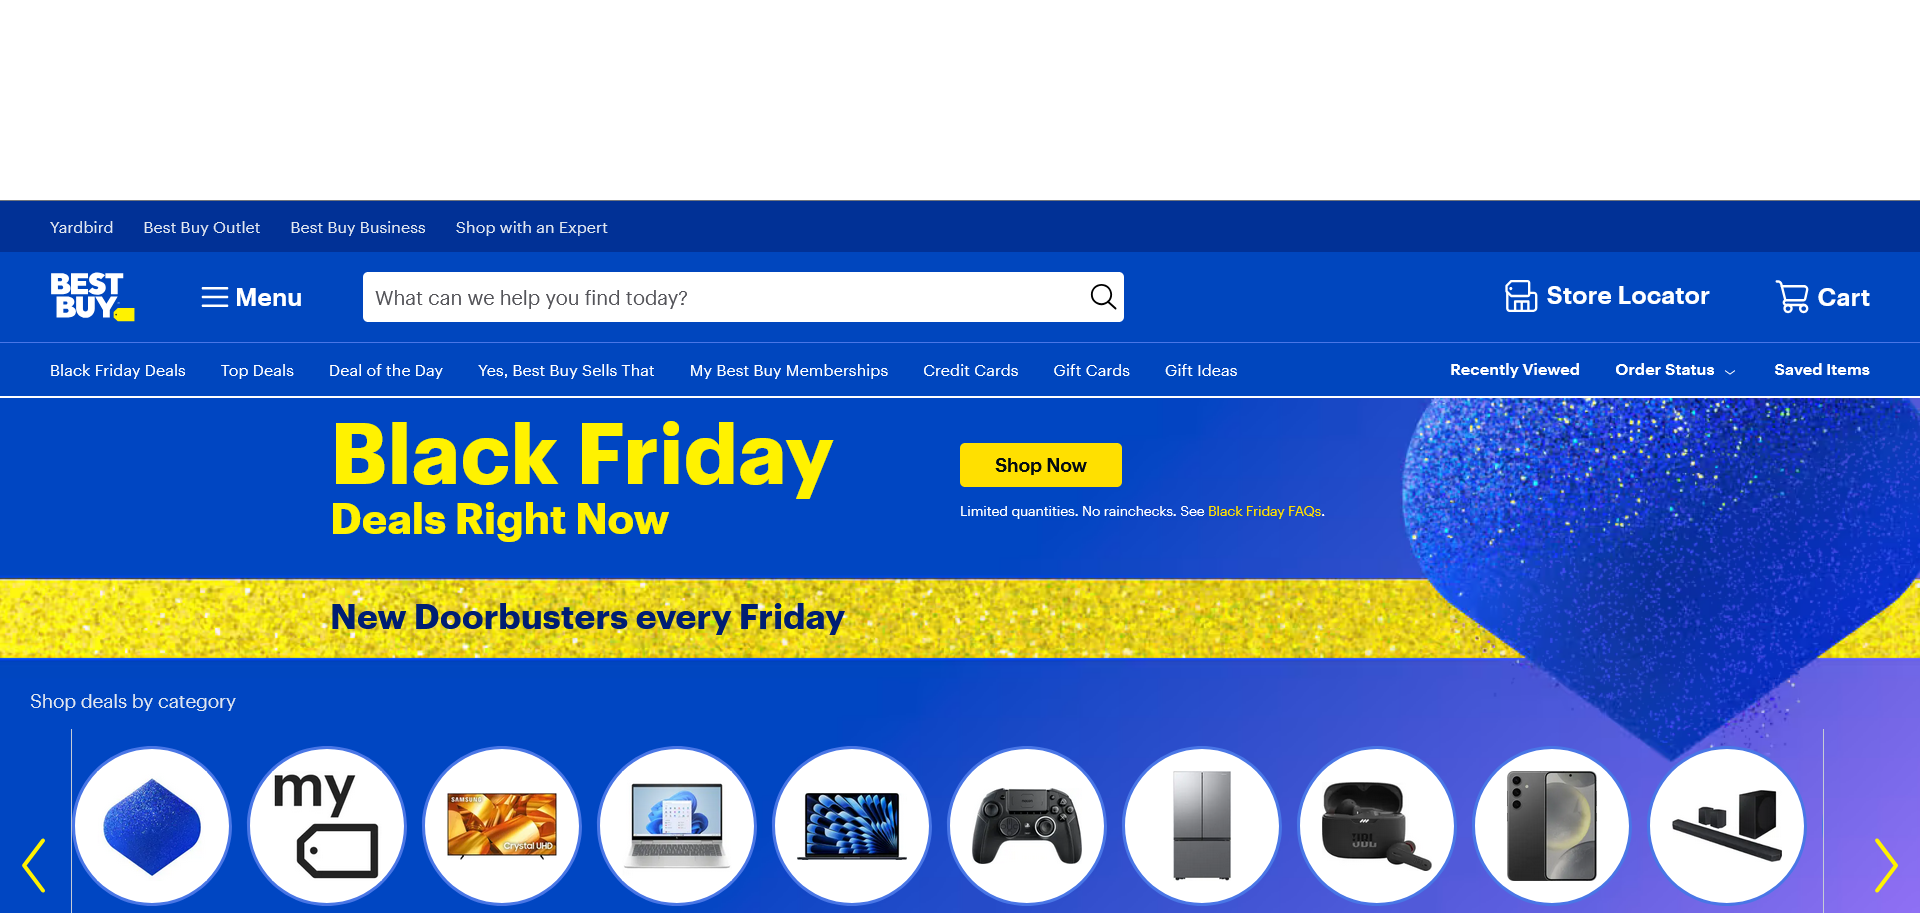 Yardbird Best Buy Outlet Best Buy Business Shop with an Expert
BEST
BUY
Menu
What can we help you find today?
Store Locator
Cart
Black Friday Deals Top Deals Deal of the Day Yes, Best Buy Sells That My Best Buy Memberships Credit Cards Gift Cards Gift Ideas
Recently Viewed Order Status Saved Items
Black Friday
Deals Right Now
Shop Now
Limited quantities. No rainchecks. See Black Friday FAQs.
New Doorbusters every Friday
Shop deals by category
my
SAMSUNG
Crystal UHD
JBL